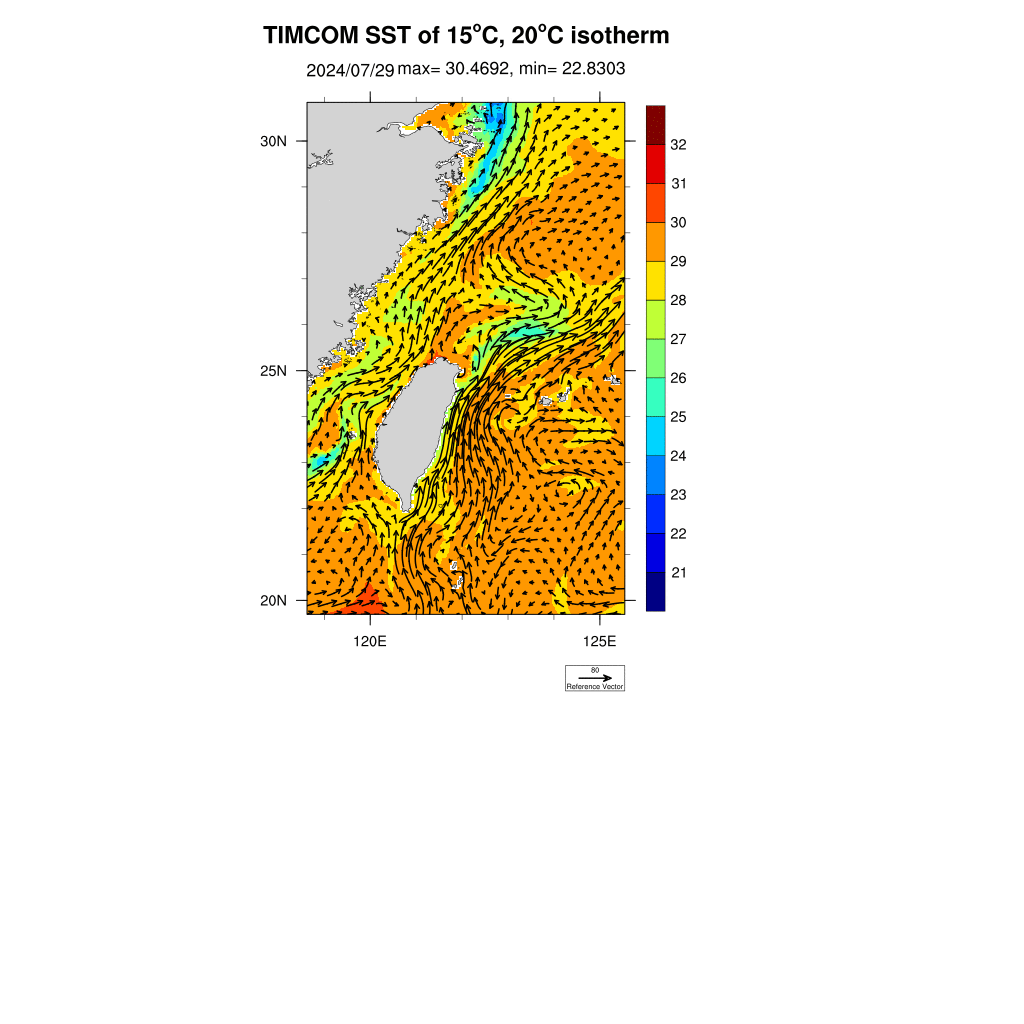 TIMCOM SST of 15°C, 20°C isotherm
2024/07/29 max= 30.4692, min= 22.8303
30N
25N
20N
120E
125E
32
31
30
29
28
27
26
25
24
23
22
21
80
Reference Vector